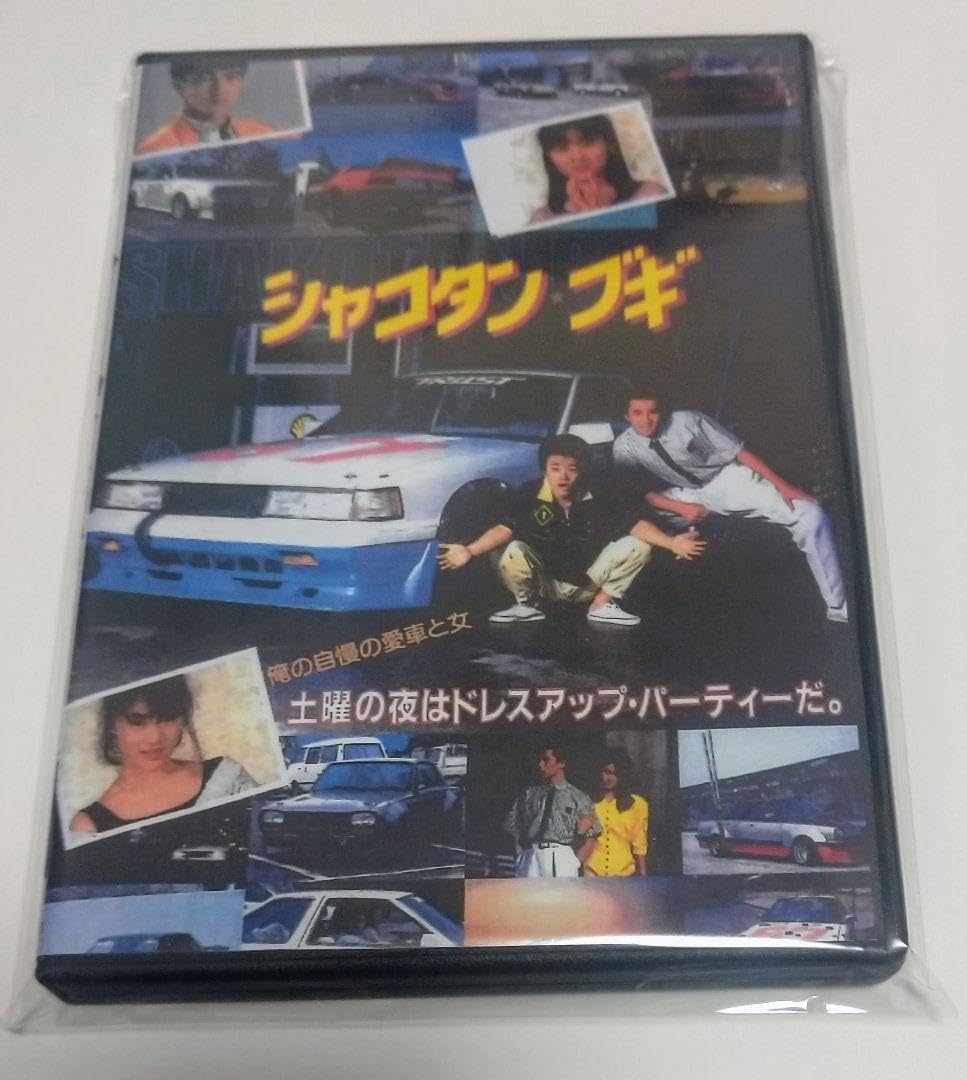 シャコタン・ブギ
TRUST
俺の自慢の愛車と女
土曜の夜はドレスアップ・パーティーだ。